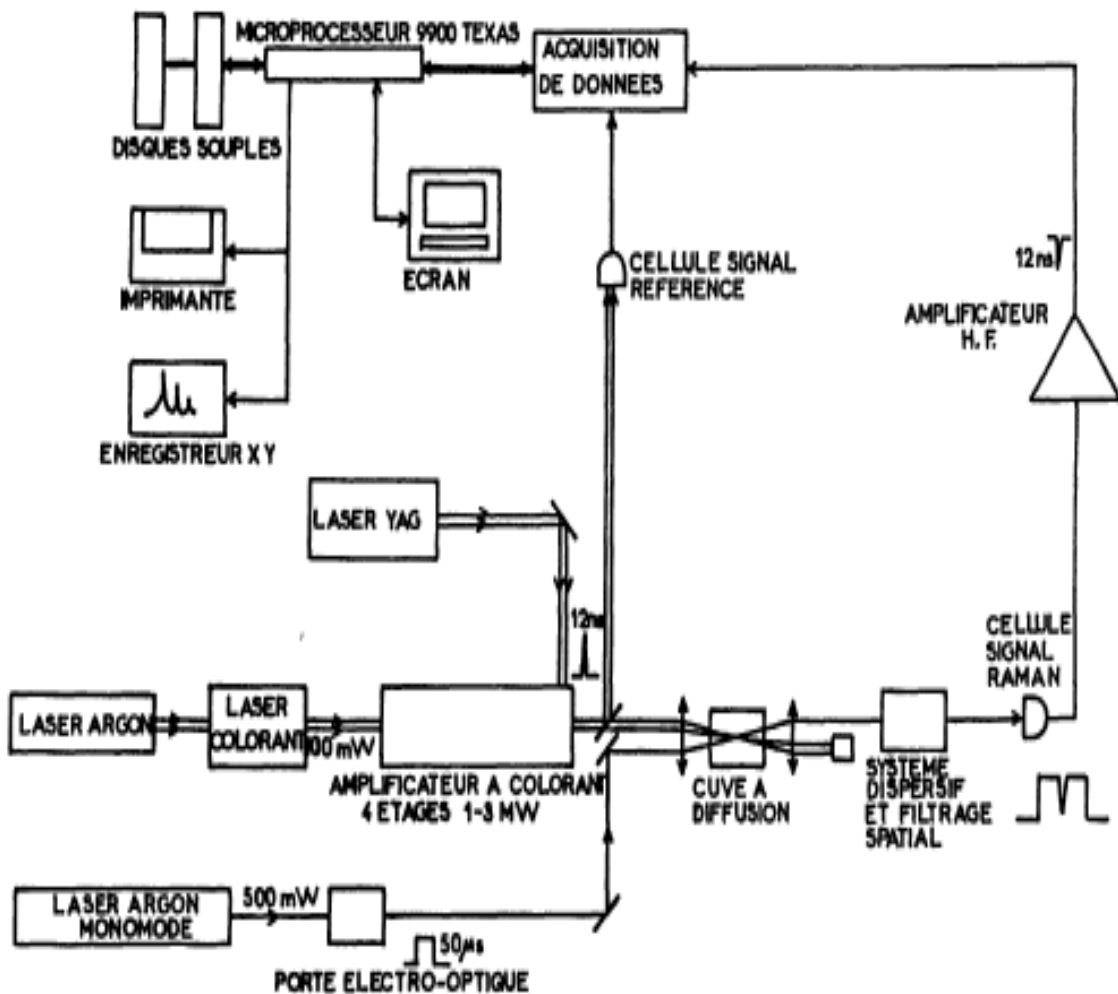 MICROPROCESSEUR 9900 TEXAS
ACQUISITION
DE DONNEES
DISQUES SOUPLES
IMPRIMANTE
ECRAN
CELLULE SIGNAL
REFERENCE
12ns
AMPLIFICATEUR
H.F.
ENREGISTREUR X Y
LASER YAG
12ns
CELLULE
SIGNAL
RAMAN
LASER ARGON
LASER
COLORANT
100 mW
AMPLIFICATEUR A COLORANT
4 ETAGES 1-3 MW
CUVE A
DIFFUSION
SYSTEME
DISPERSIF
ET FILTRAGE
SPATIAL
LASER ARGON
MONOMODE
500 mW
50µs
PORTE ELECTRO-OPTIQUE